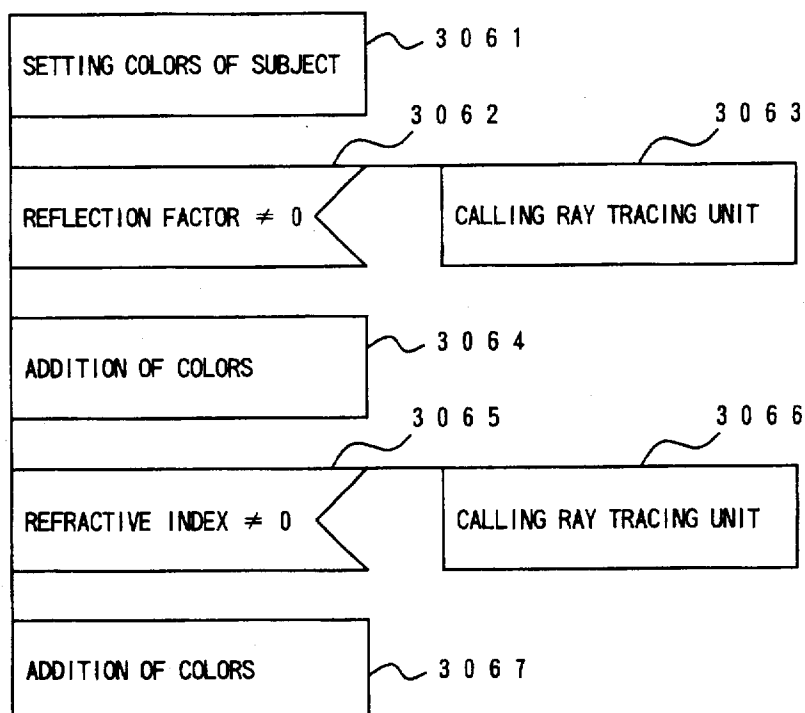 SETTING COLORS OF SUBJECT
3061
3062
3063
REFLECTION FACTOR ≠ 0
CALLING RAY TRACING UNIT
ADDITION OF COLORS
3064
3065
3066
REFRACTIVE INDEX ≠ 0
CALLING RAY TRACING UNIT
ADDITION OF COLORS
3067